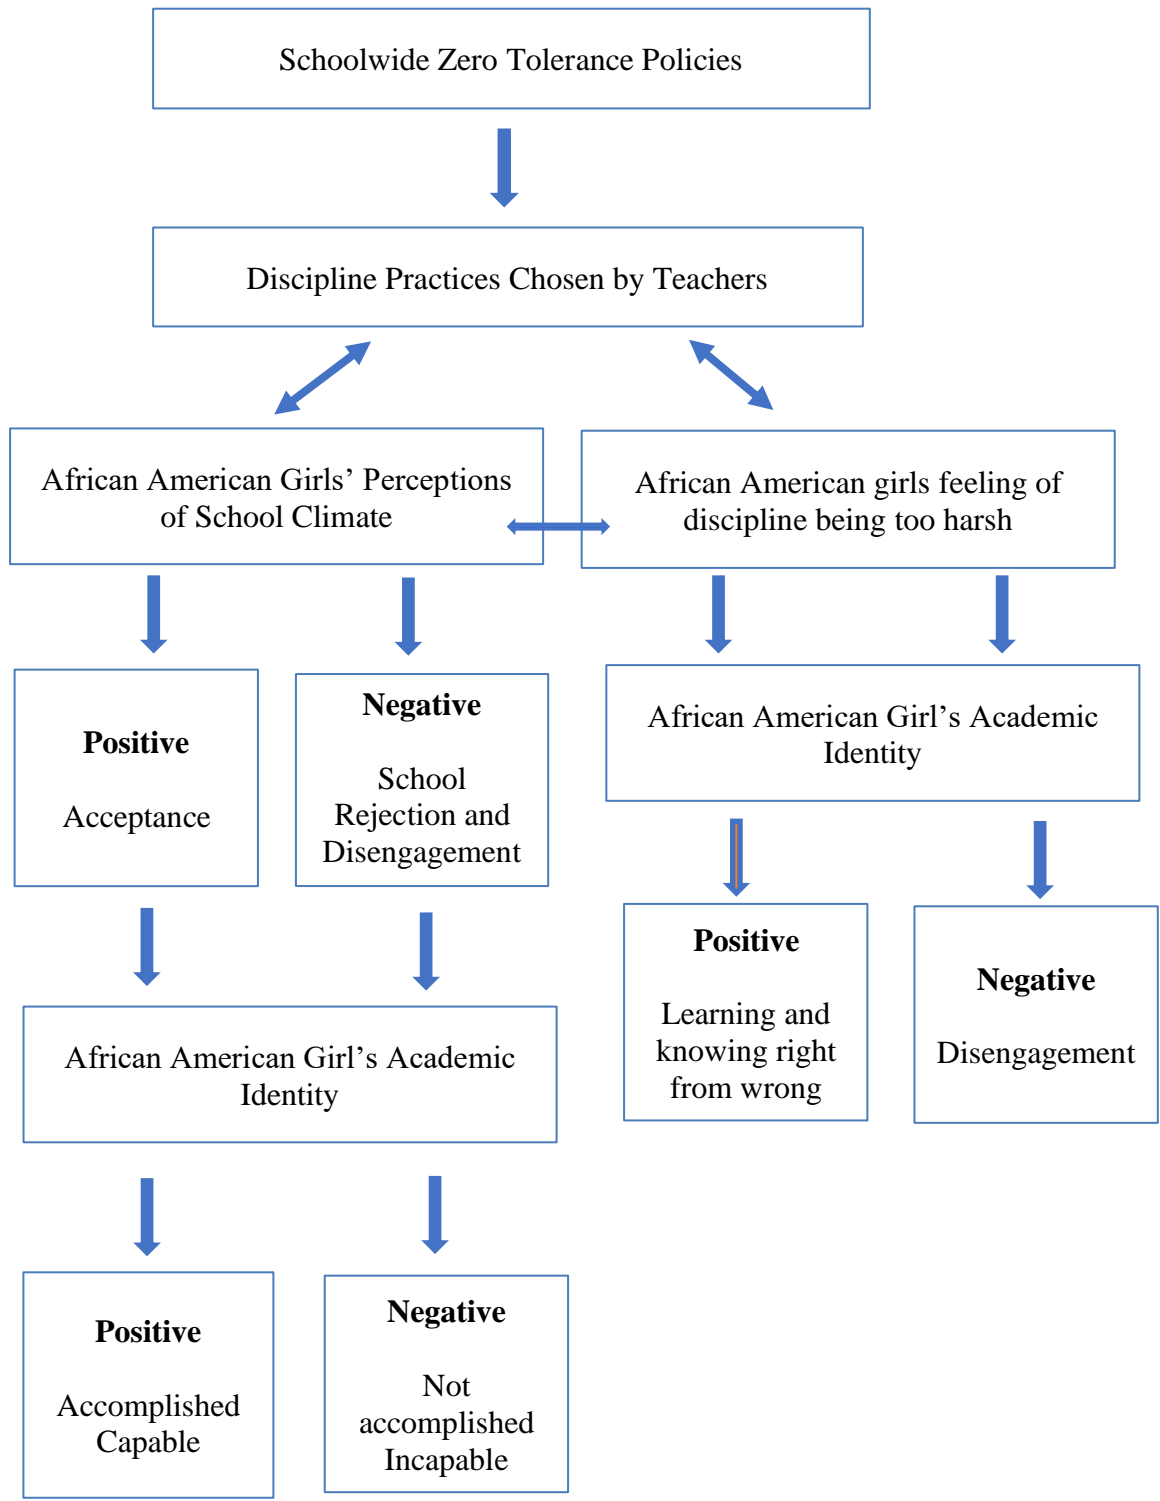 Schoolwide Zero Tolerance Policies
Discipline Practices Chosen by Teachers
African American Girls’ Perceptions
of School Climate
African American girls feeling of
discipline being too harsh
Positive
Acceptance
Negative
School
Rejection and
Disengagement
African American Girl’s Academic
Identity
Positive
Learning and
knowing right
from wrong
Negative
Disengagement
African American Girl’s Academic
Identity
Positive
Accomplished
Capable
Negative
Not
accomplished
Incapable